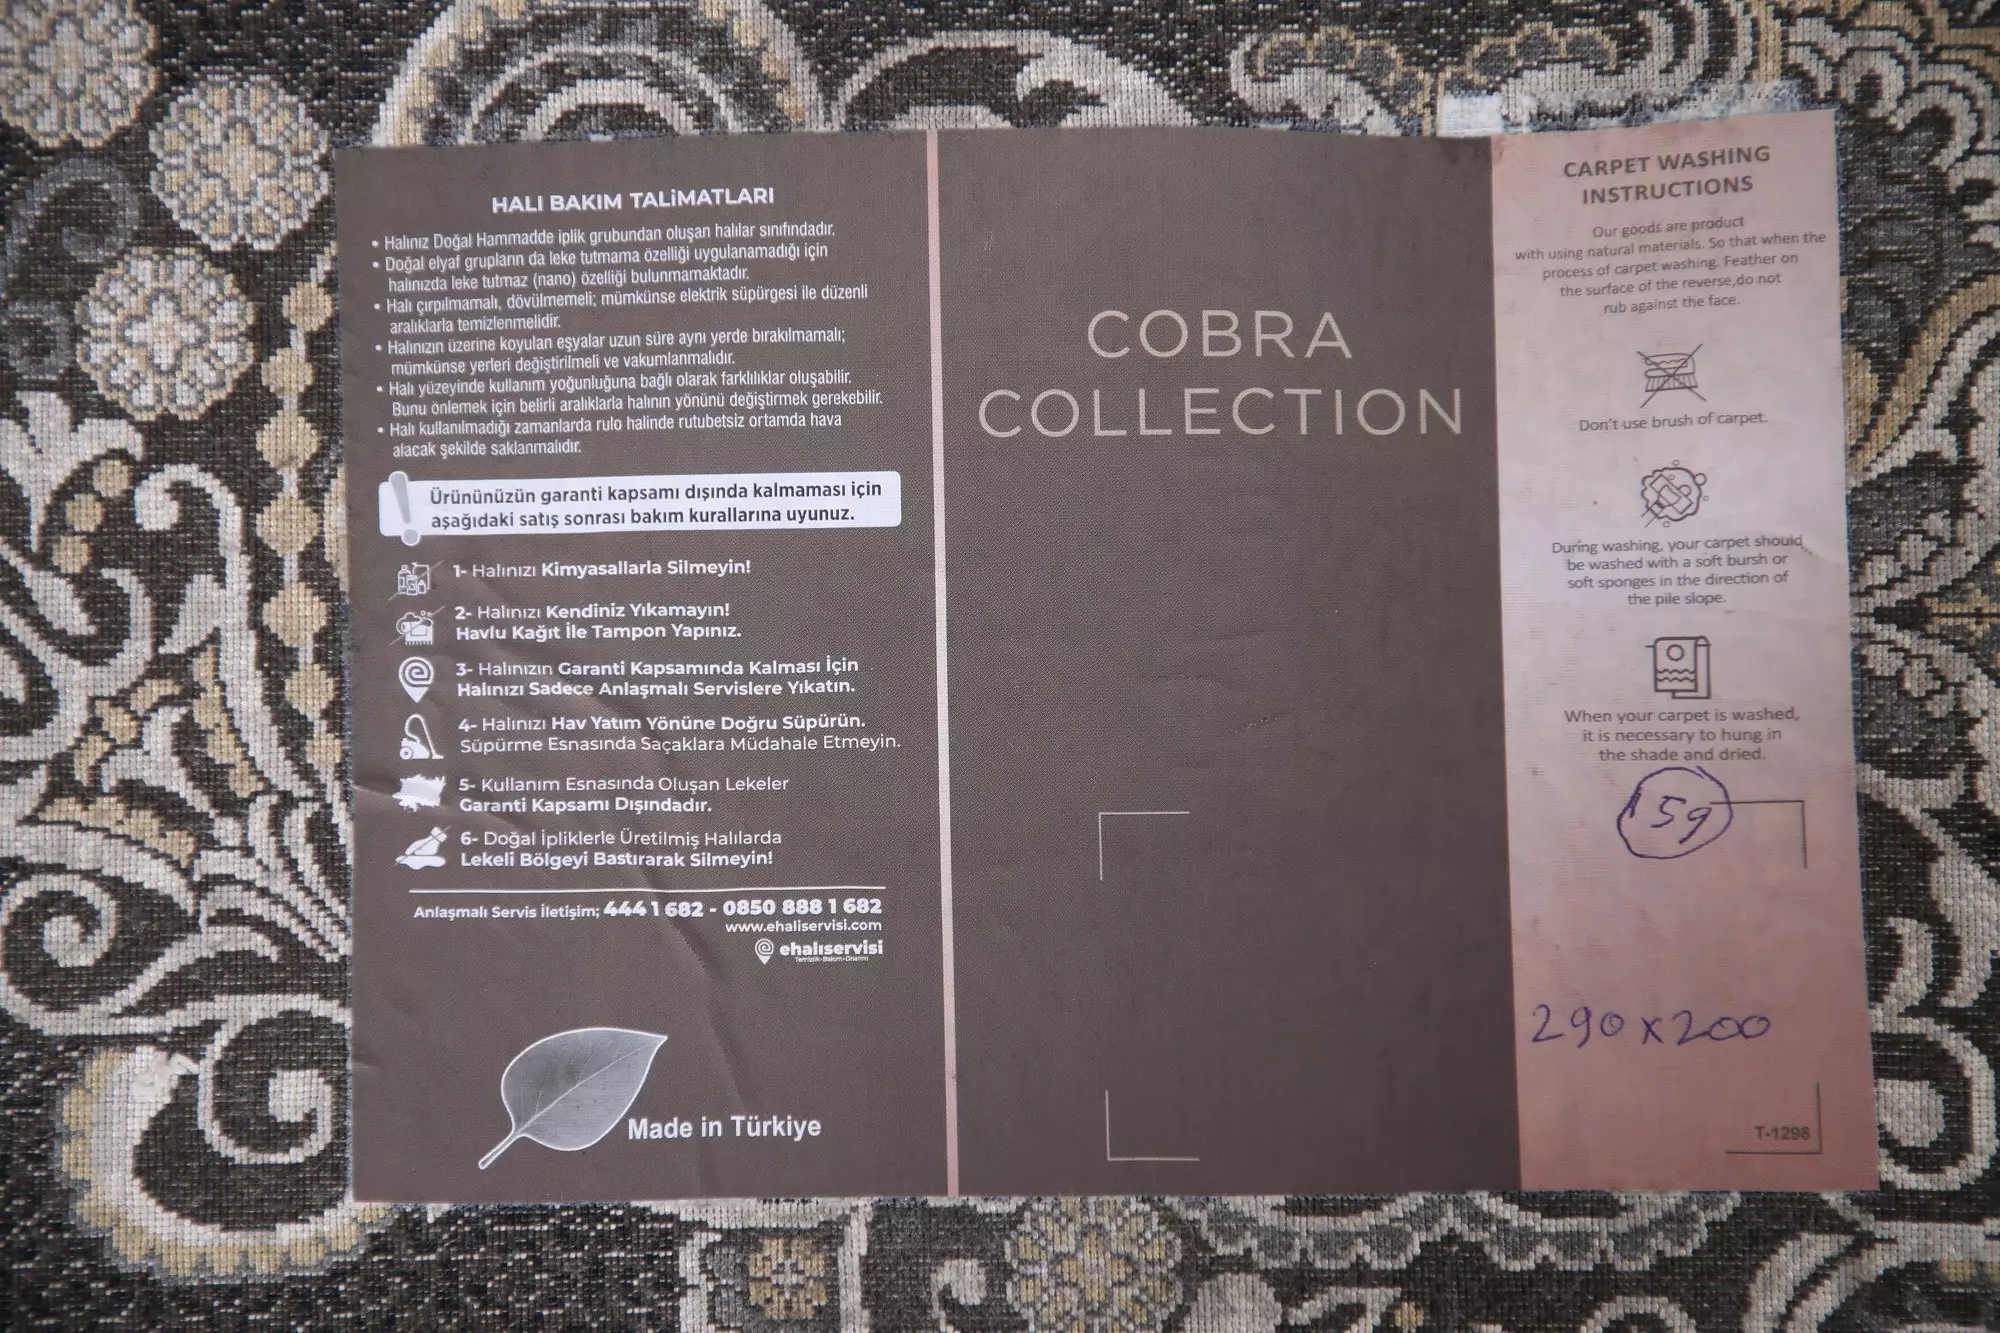 HALI BAKIM TALİMATLARI
• Halınız Doğal Hammadde iplik grubundan oluşan halılar sınıfındadır.
• Doğal elyaf grupların da leke tutmama özelliği uygulanamadığı için
halınızda leke tutmaz (nano) özelliği bulunmamaktadır.
• Halı çırpılmamalı, dövülmemeli; mümkünse elektrik süpürgesi ile düzenli
aralıklarla temizlenmelidir.
• Halınızın üzerine koyulan eşyalar uzun süre aynı yerde bırakılmamalı;
mümkünse yerleri değiştirilmeli ve vakumlanmalıdır.
• Halı yüzeyinde kullanım yoğunluğuna bağlı olarak farklılıklar oluşabilir.
Bunu önlemek için belirli aralıklarla halının yönünü değiştirmek gerekebilir.
• Halı kullanılmadığı zamanlarda rulo halinde rutubetsiz ortamda hava
alacak şekilde saklanmalıdır.
Ürününüzün garanti kapsamı dışında kalmaması için
aşağıdaki satış sonrası bakım kurallarına uyunuz.
1- Halınızı Kimyasallarla Silmeyin!
2- Halınızı Kendiniz Yıkamayın!
Havlu Kağıt İle Tampon Yapınız.
3- Halınızın Garanti Kapsamında Kalması İçin
Halınızı Sadece Anlaşmalı Servislere Yıkatın.
4- Halınızı Hav Yatım Yönüne Doğru Süpürün.
Süpürme Esnasında Saçaklara Müdahale Etmeyin.
5- Kullanım Esnasında Oluşan Lekeler
Garanti Kapsamı Dışındadır.
6- Doğal İpliklerle Üretilmiş Halılarda
Lekeli Bölgeyi Bastırarak Silmeyin!
Anlaşmalı Servis İletişim; 444 1 682 - 0850 888 1 682
www.ehaliservisi.com
ehalıservisi
Temizlik-Bakım-Onarım
Made in Türkiye
COBRA
COLLECTION
CARPET WASHING
INSTRUCTIONS
Our goods are product
with using natural materials. So that when the
process of carpet washing. Feather on
the surface of the reverse,do not
rub against the face.
Don't use brush of carpet.
During washing, your carpet should
be washed with a soft bursh or
soft sponges in the direction of
the pile slope.
When your carpet is washed,
it is necessary to hung in
the shade and dried.
159
290 x 200
T-1298